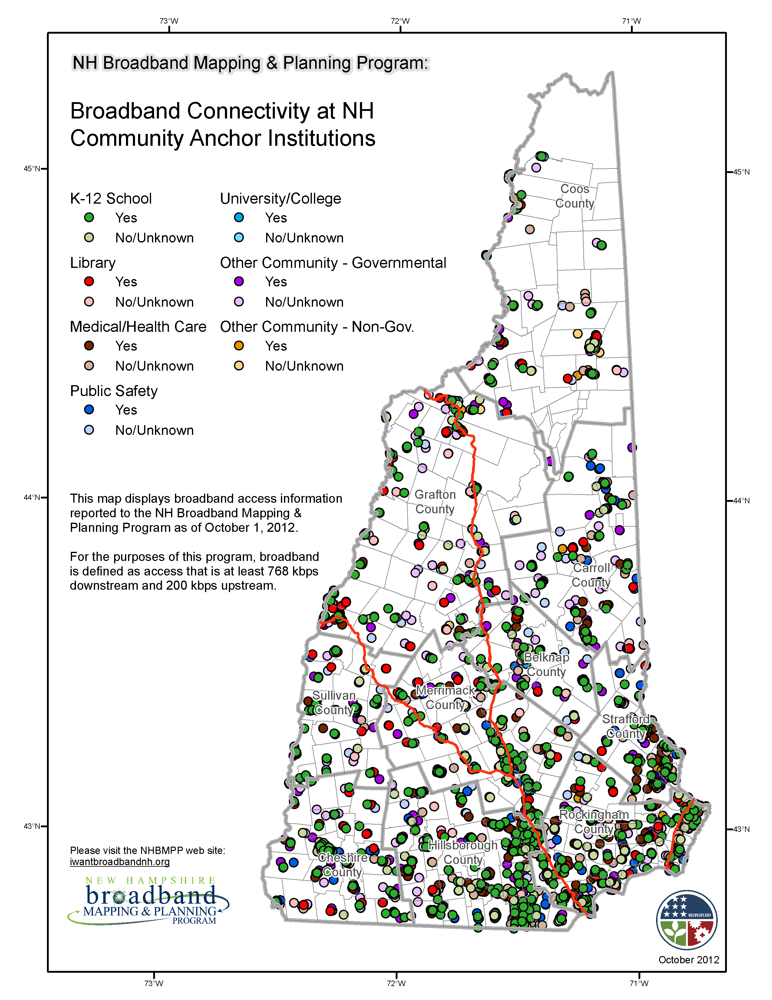 73°W
72°W
71°W
NH Broadband Mapping & Planning Program:
Broadband Connectivity at NH
Community Anchor Institutions
45°N
45°N
K-12 School
Yes
No/Unknown
University/College
Yes
No/Unknown
Library
Yes
No/Unknown
Other Community - Governmental
Yes
No/Unknown
Medical/Health Care
Yes
No/Unknown
Other Community - Non-Gov.
Yes
No/Unknown
Public Safety
Yes
No/Unknown
Coos
County
44°N
44°N
This map displays broadband access information
reported to the NH Broadband Mapping &
Planning Program as of October 1, 2012.
For the purposes of this program, broadband
is defined as access that is at least 768 kbps
downstream and 200 kbps upstream.
Grafton
County
Carroll
County
Belknap
County
Merrimack
County
Sullivan
County
Strafford
County
Rockingham
County
Hillsborough
County
Cheshire
County
43°N
43°N
Please visit the NHBMPP web site:
iwantbroadbandnh.org
NEW HAMPSHIRE
broadband
MAPPING & PLANNING
PROGRAM
RECOVERY.GOV
October 2012
73°W
72°W
71°W